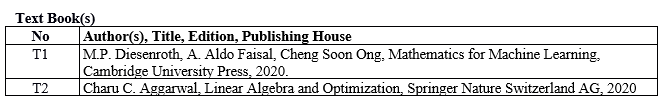 Text Book(s)
No Author(s), Title, Edition, Publishing House
T1 M.P. Diesenroth, A. Aldo Faisal, Cheng Soon Ong, Mathematics for Machine Learning,
Cambridge University Press, 2020.
T2 Charu C. Aggarwal, Linear Algebra and Optimization, Springer Nature Switzerland AG, 2020